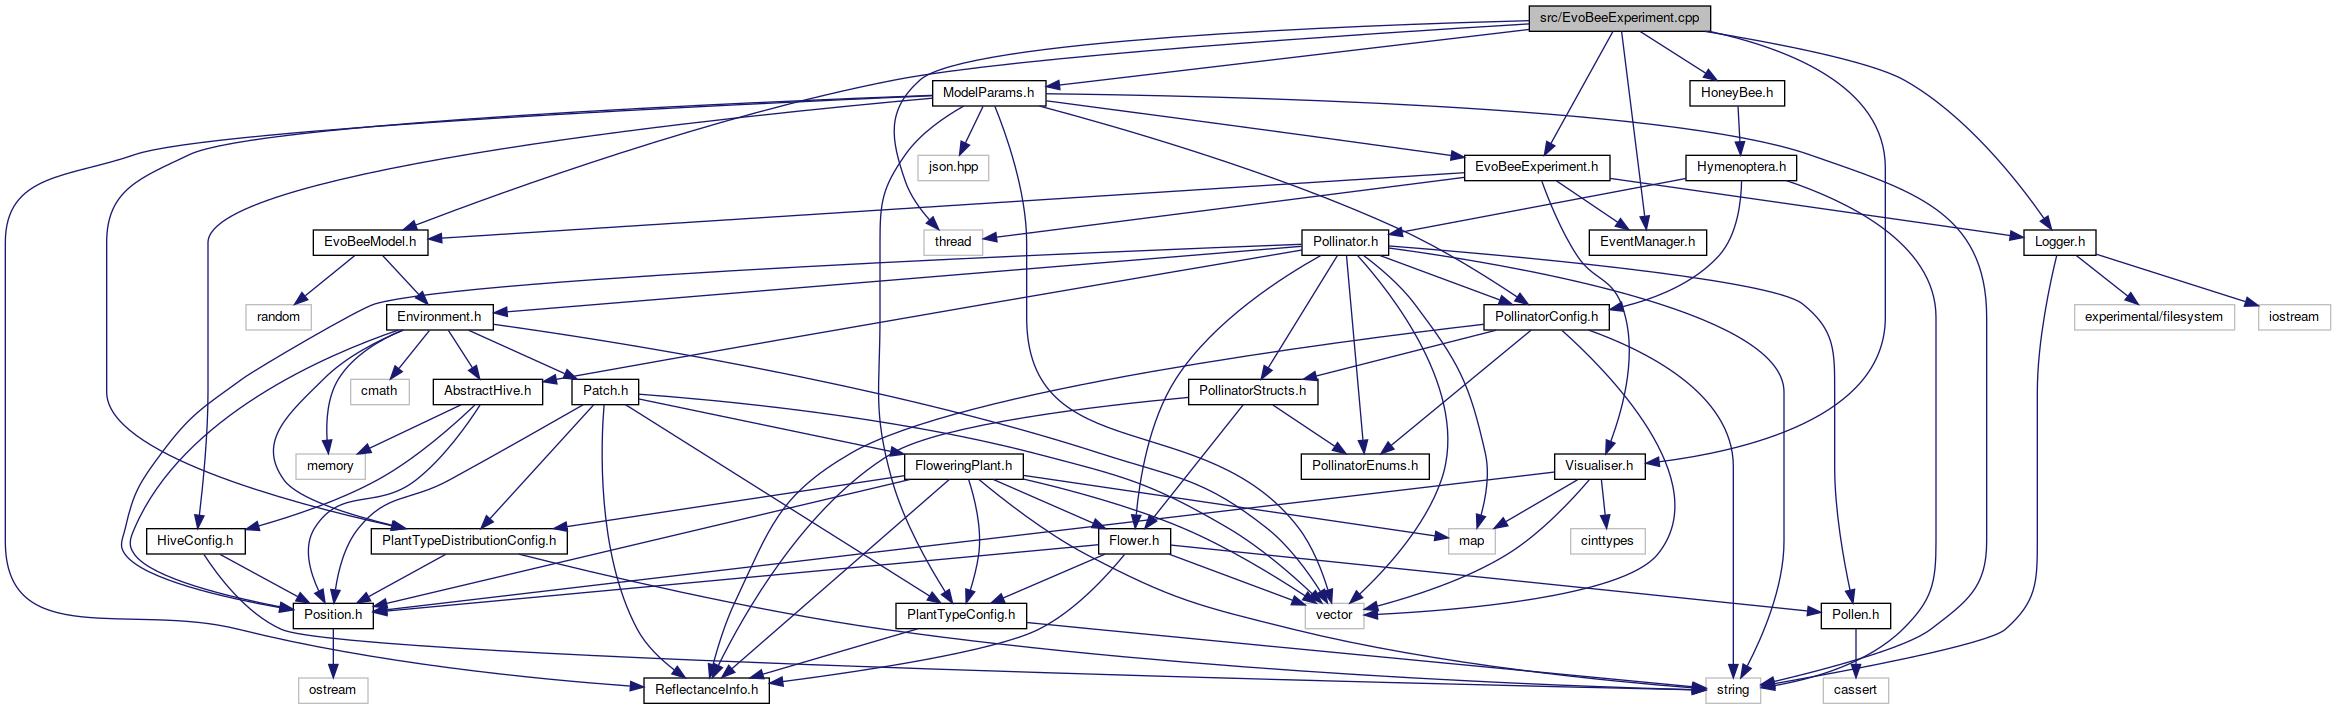 src/EvoBeeExperiment.cpp
ModelParams.h
HoneyBee.h
json.hpp
EvoBeeExperiment.h
Hymenoptera.h
EvoBeeModel.h
thread
Pollinator.h
EventManager.h
Logger.h
random
Environment.h
PollinatorConfig.h
experimental/filesystem
iostream
cmath
AbstractHive.h
Patch.h
PollinatorStructs.h
memory
FloweringPlant.h
PollinatorEnums.h
Visualiser.h
HiveConfig.h
PlantTypeDistributionConfig.h
Flower.h
map
cinttypes
Position.h
PlantTypeConfig.h
vector
Pollen.h
ostream
ReflectanceInfo.h
string
cassert